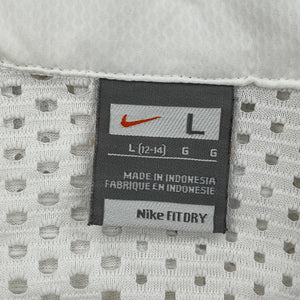 L
L (12-14) G G
MADE IN INDONESIA
FABRIQUE EN INDONESIE
Nike FIT DRY